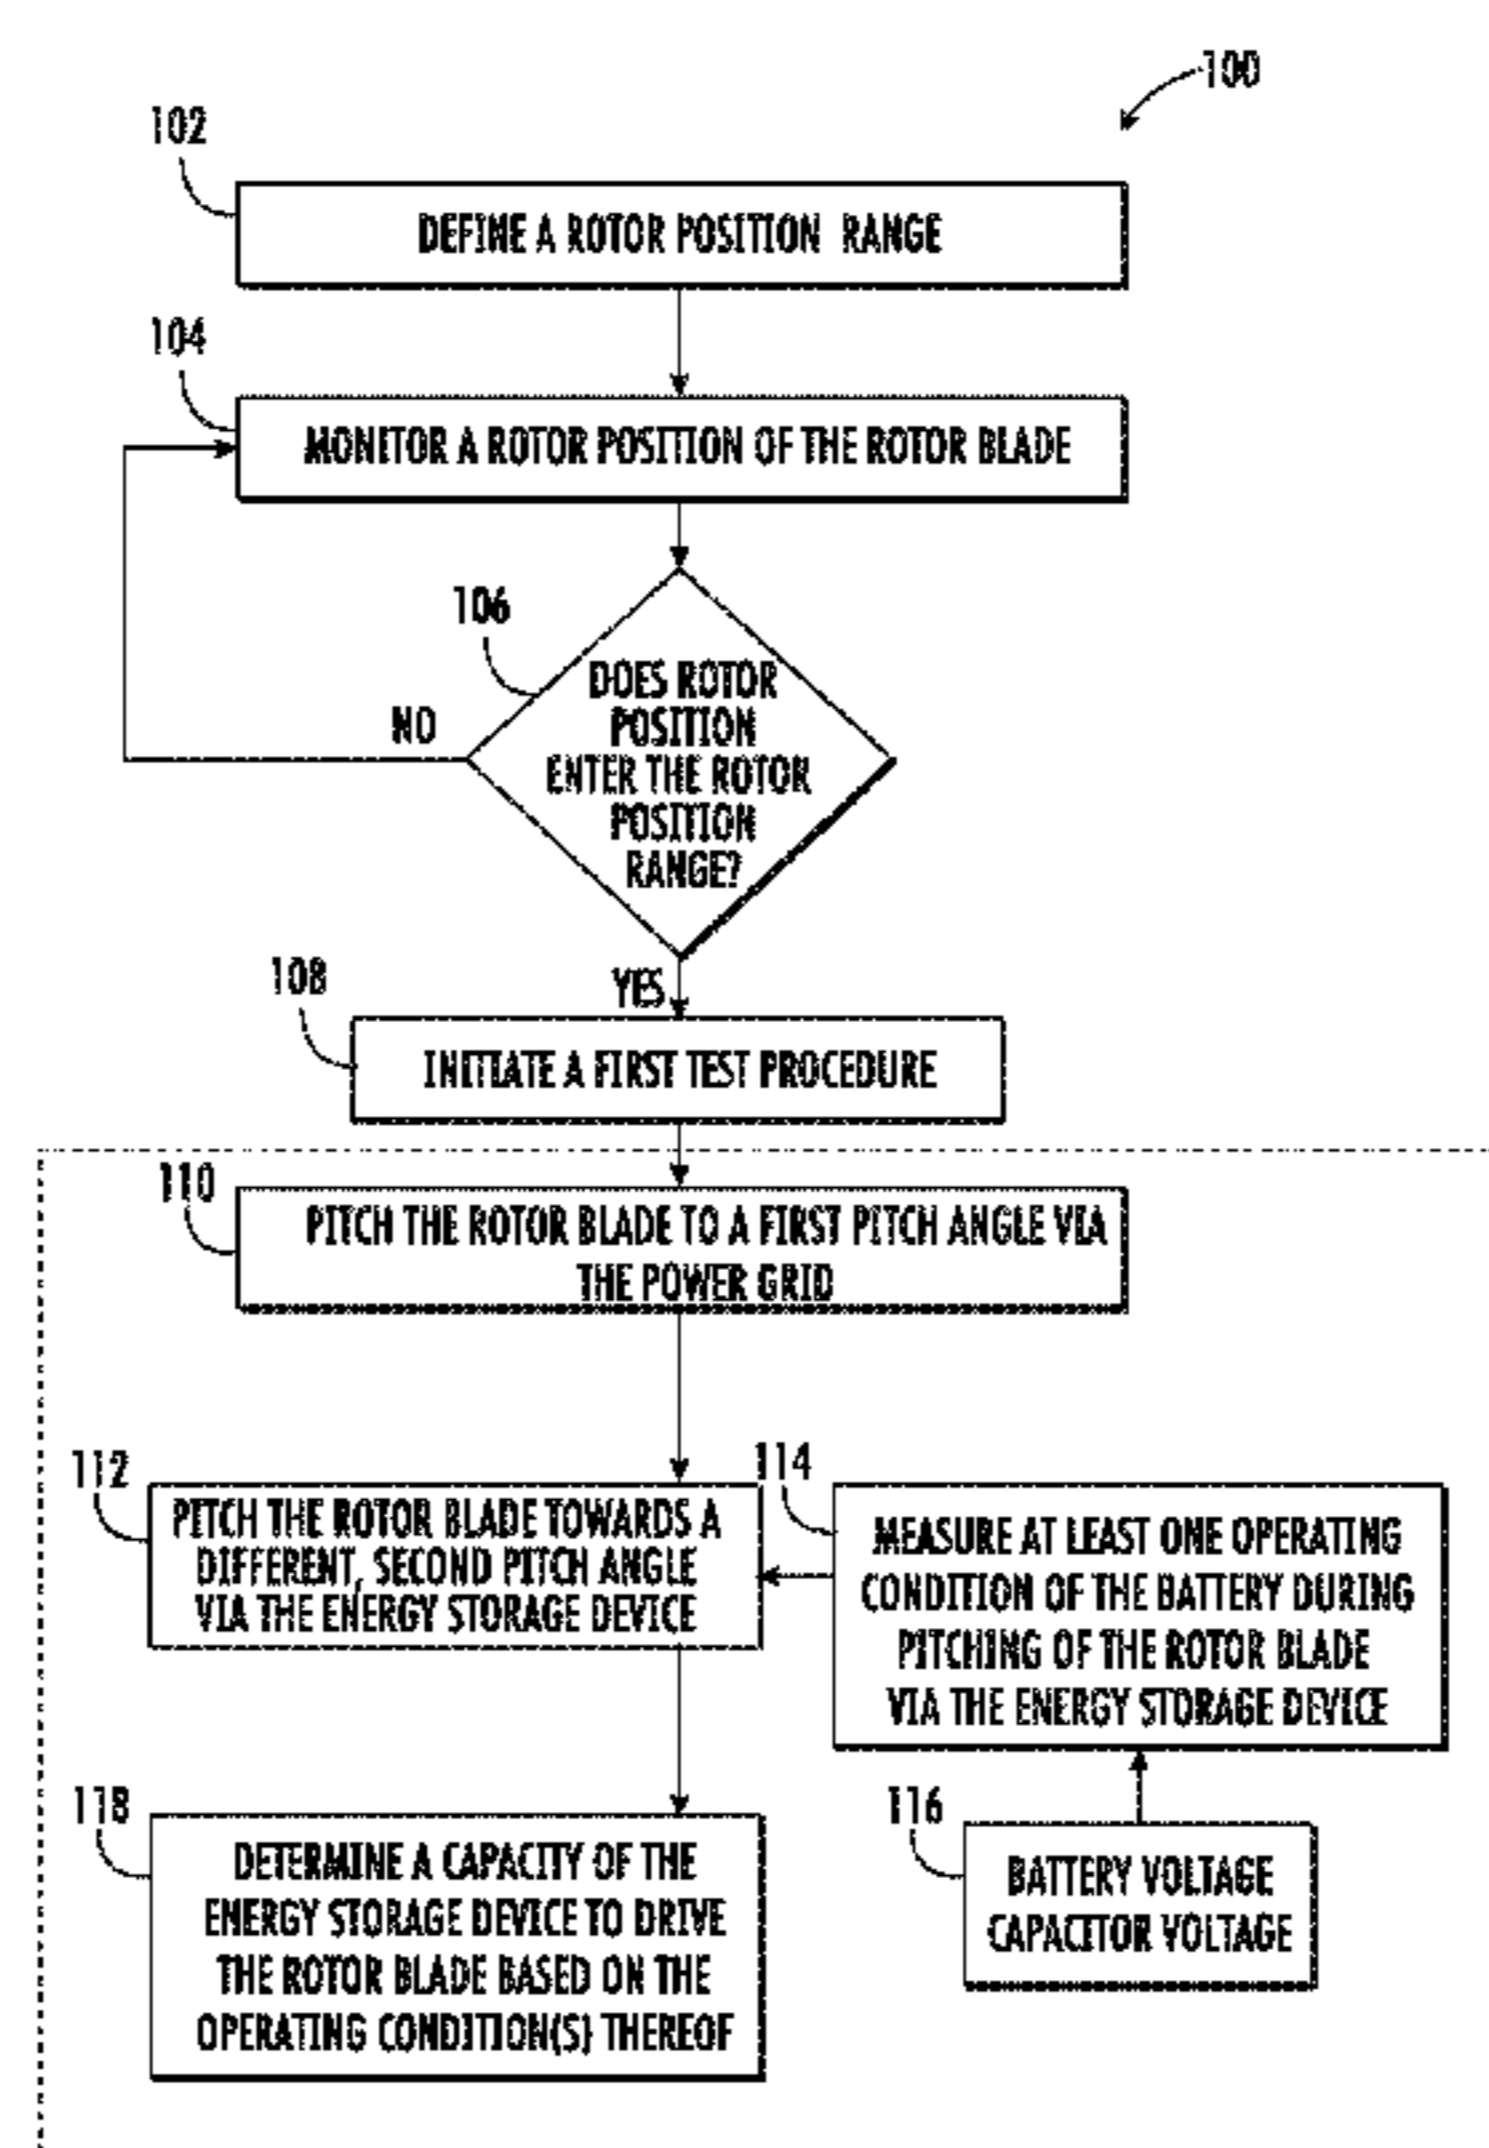 100
102
DEFINE A ROTOR POSITION RANGE
104
MONITOR A ROTOR POSITION OF THE ROTOR BLADE
106
DOES ROTOR
POSITION
ENTER THE ROTOR
POSITION
RANGE?
NO
YES
108
INITIATE A FIRST TEST PROCEDURE
110
PITCH THE ROTOR BLADE TO A FIRST PITCH ANGLE VIA
THE POWER GRID
112
PITCH THE ROTOR BLADE TOWARDS A
DIFFERENT, SECOND PITCH ANGLE
VIA THE ENERGY STORAGE DEVICE
114
MEASURE AT LEAST ONE OPERATING
CONDITION OF THE BATTERY DURING
PITCHING OF THE ROTOR BLADE
VIA THE ENERGY STORAGE DEVICE
116
BATTERY VOLTAGE
CAPACITOR VOLTAGE
118
DETERMINE A CAPACITY OF THE
ENERGY STORAGE DEVICE TO DRIVE
THE ROTOR BLADE BASED ON THE
OPERATING CONDITION(S) THEREOF